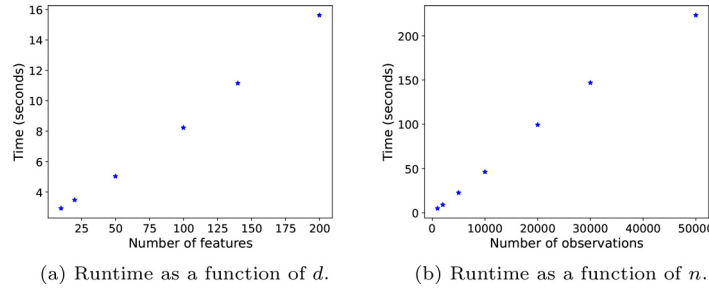 16
14
12
10
8
6
4
Time (seconds)
25 50 75 100 125 150 175 200
Number of features
(a) Runtime as a function of d.
200
150
100
50
0
Time (seconds)
0 10000 20000 30000 40000 50000
Number of observations
(b) Runtime as a function of n.